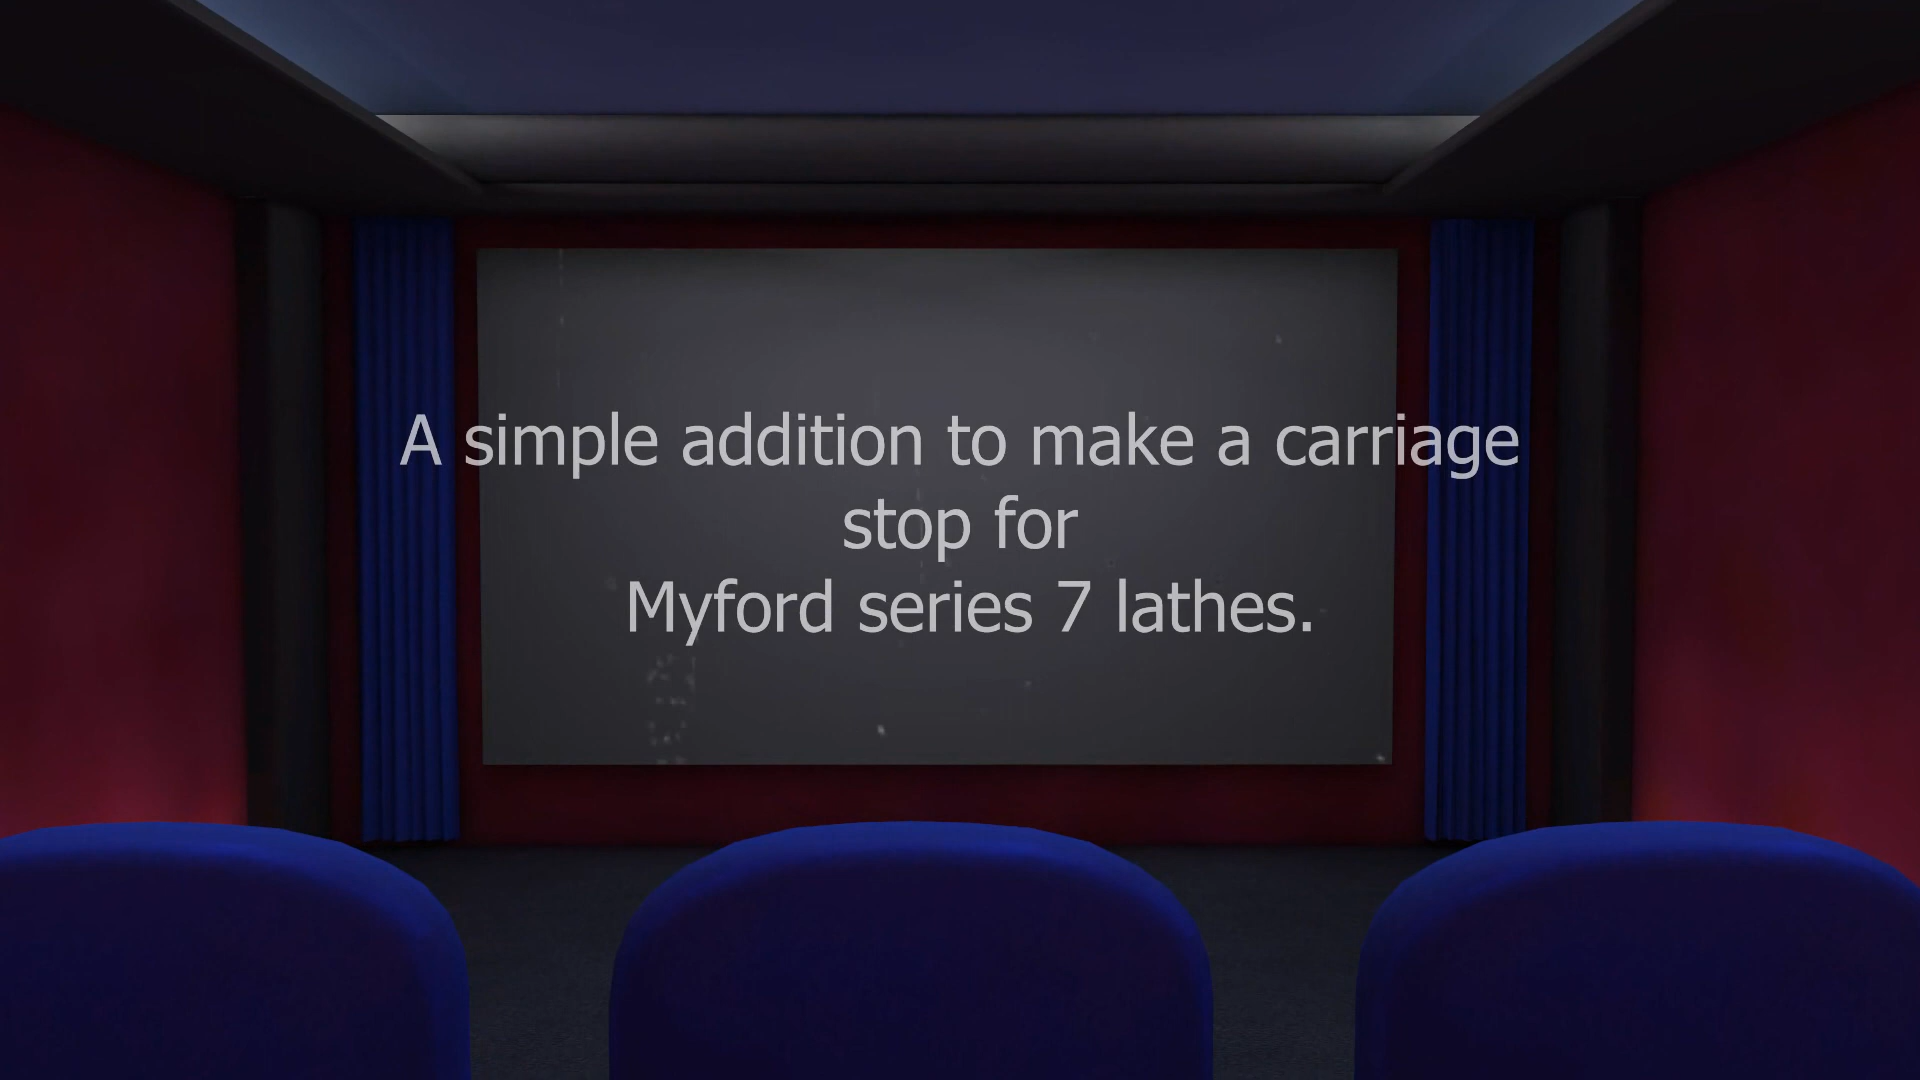 A simple addition to make a carriage
stop for
Myford series 7 lathes.